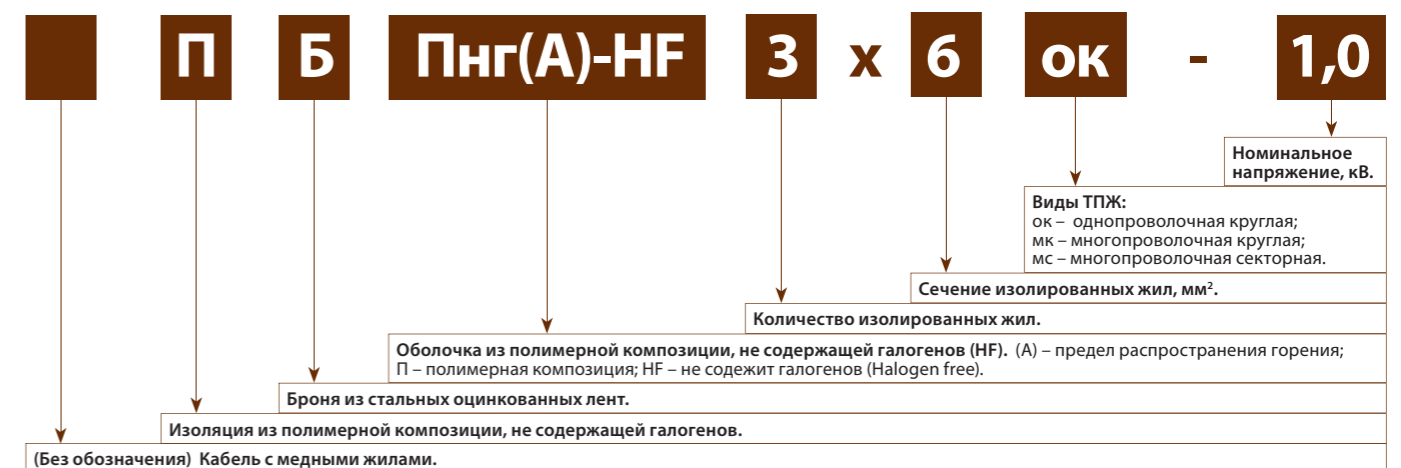 П Б Пнг(А)-HF 3 х 6 ок - 1,0
Номинальное
напряжение, кВ.
Виды ТПЖ:
ок – однопроволочная круглая;
мк – многопроволочная круглая;
мс – многопроволочная секторная.
Сечение изолированных жил, мм².
Количество изолированных жил.
Оболочка из полимерной композиции, не содержащей галогенов (HF). (А) – предел распространения горения;
П – полимерная композиция; HF – не содежит галогенов (Halogen free).
Броня из стальных оцинкованных лент.
Изоляция из полимерной композиции, не содержащей галогенов.
(Без обозначения) Кабель с медными жилами.